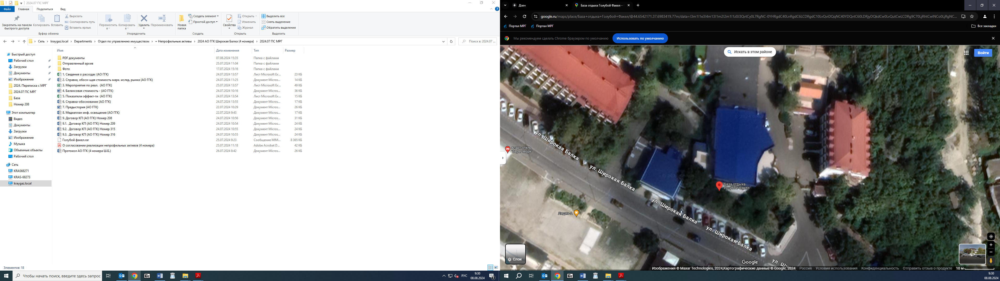 2024.07 ПС МРГ
Файл Главная Поделиться Вид
Закрепить на панели быстрого доступа
Копировать
Вставить
Вырезать
Скопировать путь
Вставить ярлык
Буфер обмена
Переместить в
Копировать в
Удалить
Переименовать
Упорядочить
Новая папка
Создать элемент
Простой доступ
Создать
Свойства
Открыть
Изменить
Журнал
Открыть
Выделить все
Снять выделение
Обратить выделение
Выделить
Сеть > kraygaz.local > Departments > Отдел по управлению имуществом > + Непрофильные активы > 2024 АО ГГК Широкая Балка (4 номера) > 2024.07 ПС МРГ
Поиск в: 2024.07 ...
Быстрый доступ
Рабочий стол
Загрузки
Документы
Изображения
2024. Переписка с МРГ
2024.07 ПС МРГ
База
Номер 208
Этот компьютер
Видео
Документы
Загрузки
Изображения
Музыка
Объемные объекты
Рабочий стол
Сеть
KRAS68271
KRAS-68273
kraygaz.local
Имя Дата изменения Тип Размер
PDF документы 07.08.2024 15:35 Папка с файлами
Отправленный архив 25.07.2024 11:04 Папка с файлами
Фото 17.07.2024 15:16 Папка с файлами
1. Сведения о расходах (АО ГГК) 24.07.2024 13:57 Лист Microsoft Ex... 23 КБ
2. Справка, обосн-щая стоимость марк. ислед. рынка (АО ГГК) 24.07.2024 11:25 Документ Micros... 14 КБ
3. Мероприятия по реал. (АО ГГК) 25.07.2024 13:57 Лист Microsoft Ex... 49 КБ
4. Балансовая стоимость - (АО ГГК) 24.07.2024 10:16 Документ Micros... 36 КБ
5. Показатели эффект-ти (АО ГГК) 24.07.2024 13:54 Лист Microsoft Ex... 15 КБ
6. Справка-обоснование (АО ГГК) 24.07.2024 13:55 Документ Micros... 17 КБ
7. Предыстория (АО ГГК) 22.07.2024 10:29 Документ Micros... 26 КБ
8. Медиаплан инф. освещения (АО ГГК) 22.07.2024 9:43 Документ Micros... 17 КБ
9. Договор КП (АО ГГК) Номер 208 24.07.2024 10:56 Документ Micros... 31 КБ
9.1. Договор КП (АО ГГК) Номер 209 24.07.2024 10:54 Документ Micros... 24 КБ
9.2. Договор КП (АО ГГК) Номер 315 24.07.2024 10:55 Документ Micros... 24 КБ
9.3. Договор КП (АО ГГК) Номер 316 24.07.2024 10:55 Документ Micros... 24 КБ
Голубой факел.rar 25.07.2024 9:23 Сообщение MIM... 8 365 КБ
О согласовании реализации непрофильных активов (4 номера) 25.07.2024 11:18 Adobe Acrobat D... 42 КБ
Протокол АО ГГК (4 номера Ш.Б.) 26.07.2024 8:42 Документ Micros... 26 КБ
Элементов: 18
Чтобы начать поиск, введите здесь запрос
РУС
9:30
08.08.2024
1
Дзен
База отдыха Голубой Факел –
google.ru/maps/place/База+отдыха+Голубой+Факел/@44.6542171,37.6983419,77m/
Портал МРГ
Портал МРГ
Все закладки
Мы рекомендуем сделать Chrome браузером по умолчанию
Использовать по умолчанию
Искать в этом районе
Войти
ул. Широкая Балка
Апарт отель
"Берег Моря"
ул. Широкая Балка
База отдыха
Голубой Факел
ул. Широкая Балка
Лидия-А
ул. Широкая Балка
Слои
Google
Изображения © Maxar Technologies, 2024,Картографические данные © Google, 2024 Россия Условия использования Конфиденциальность Отправить отзыв о продукте 10 м
9:30
08.08.2024